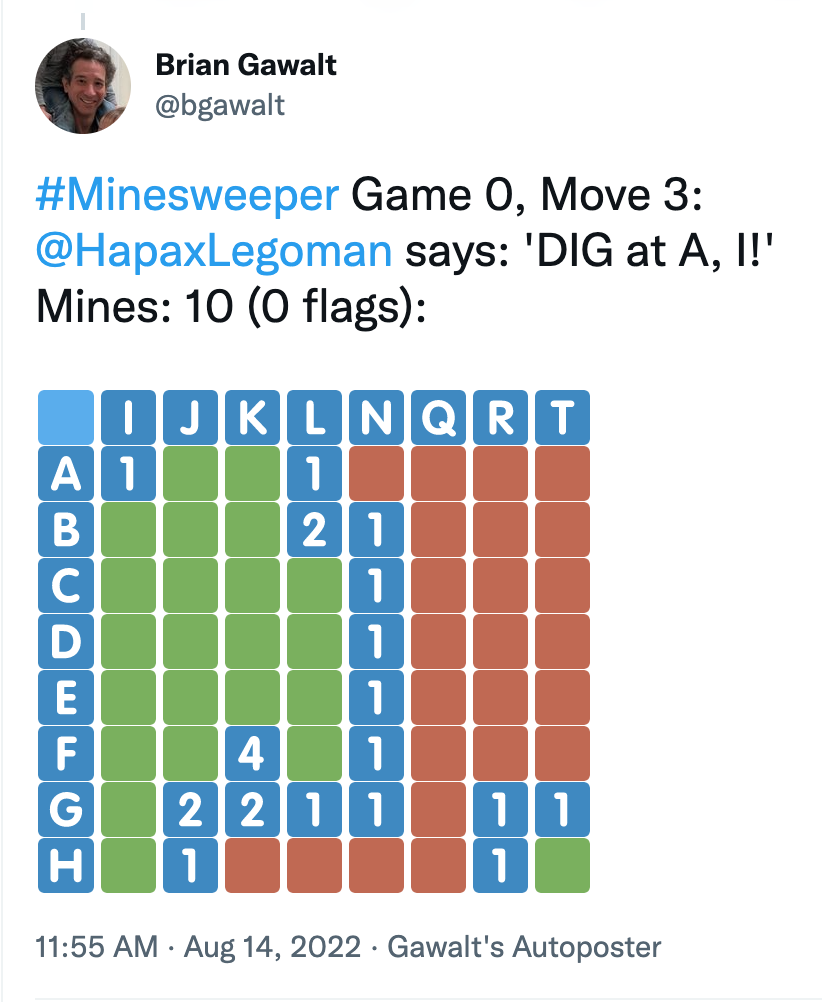 Brian Gawalt
@bgawalt
#Minesweeper Game 0, Move 3:
@HapaxLegoman says: 'DIG at A, I!'
Mines: 10 (0 flags):
I J K L N Q R T
A 1 1
B 2 1
C 1
D 1
E 1
F 4 1
G 2 2 1 1 1 1
H 1 1
11:55 AM · Aug 14, 2022 · Gawalt's Autoposter